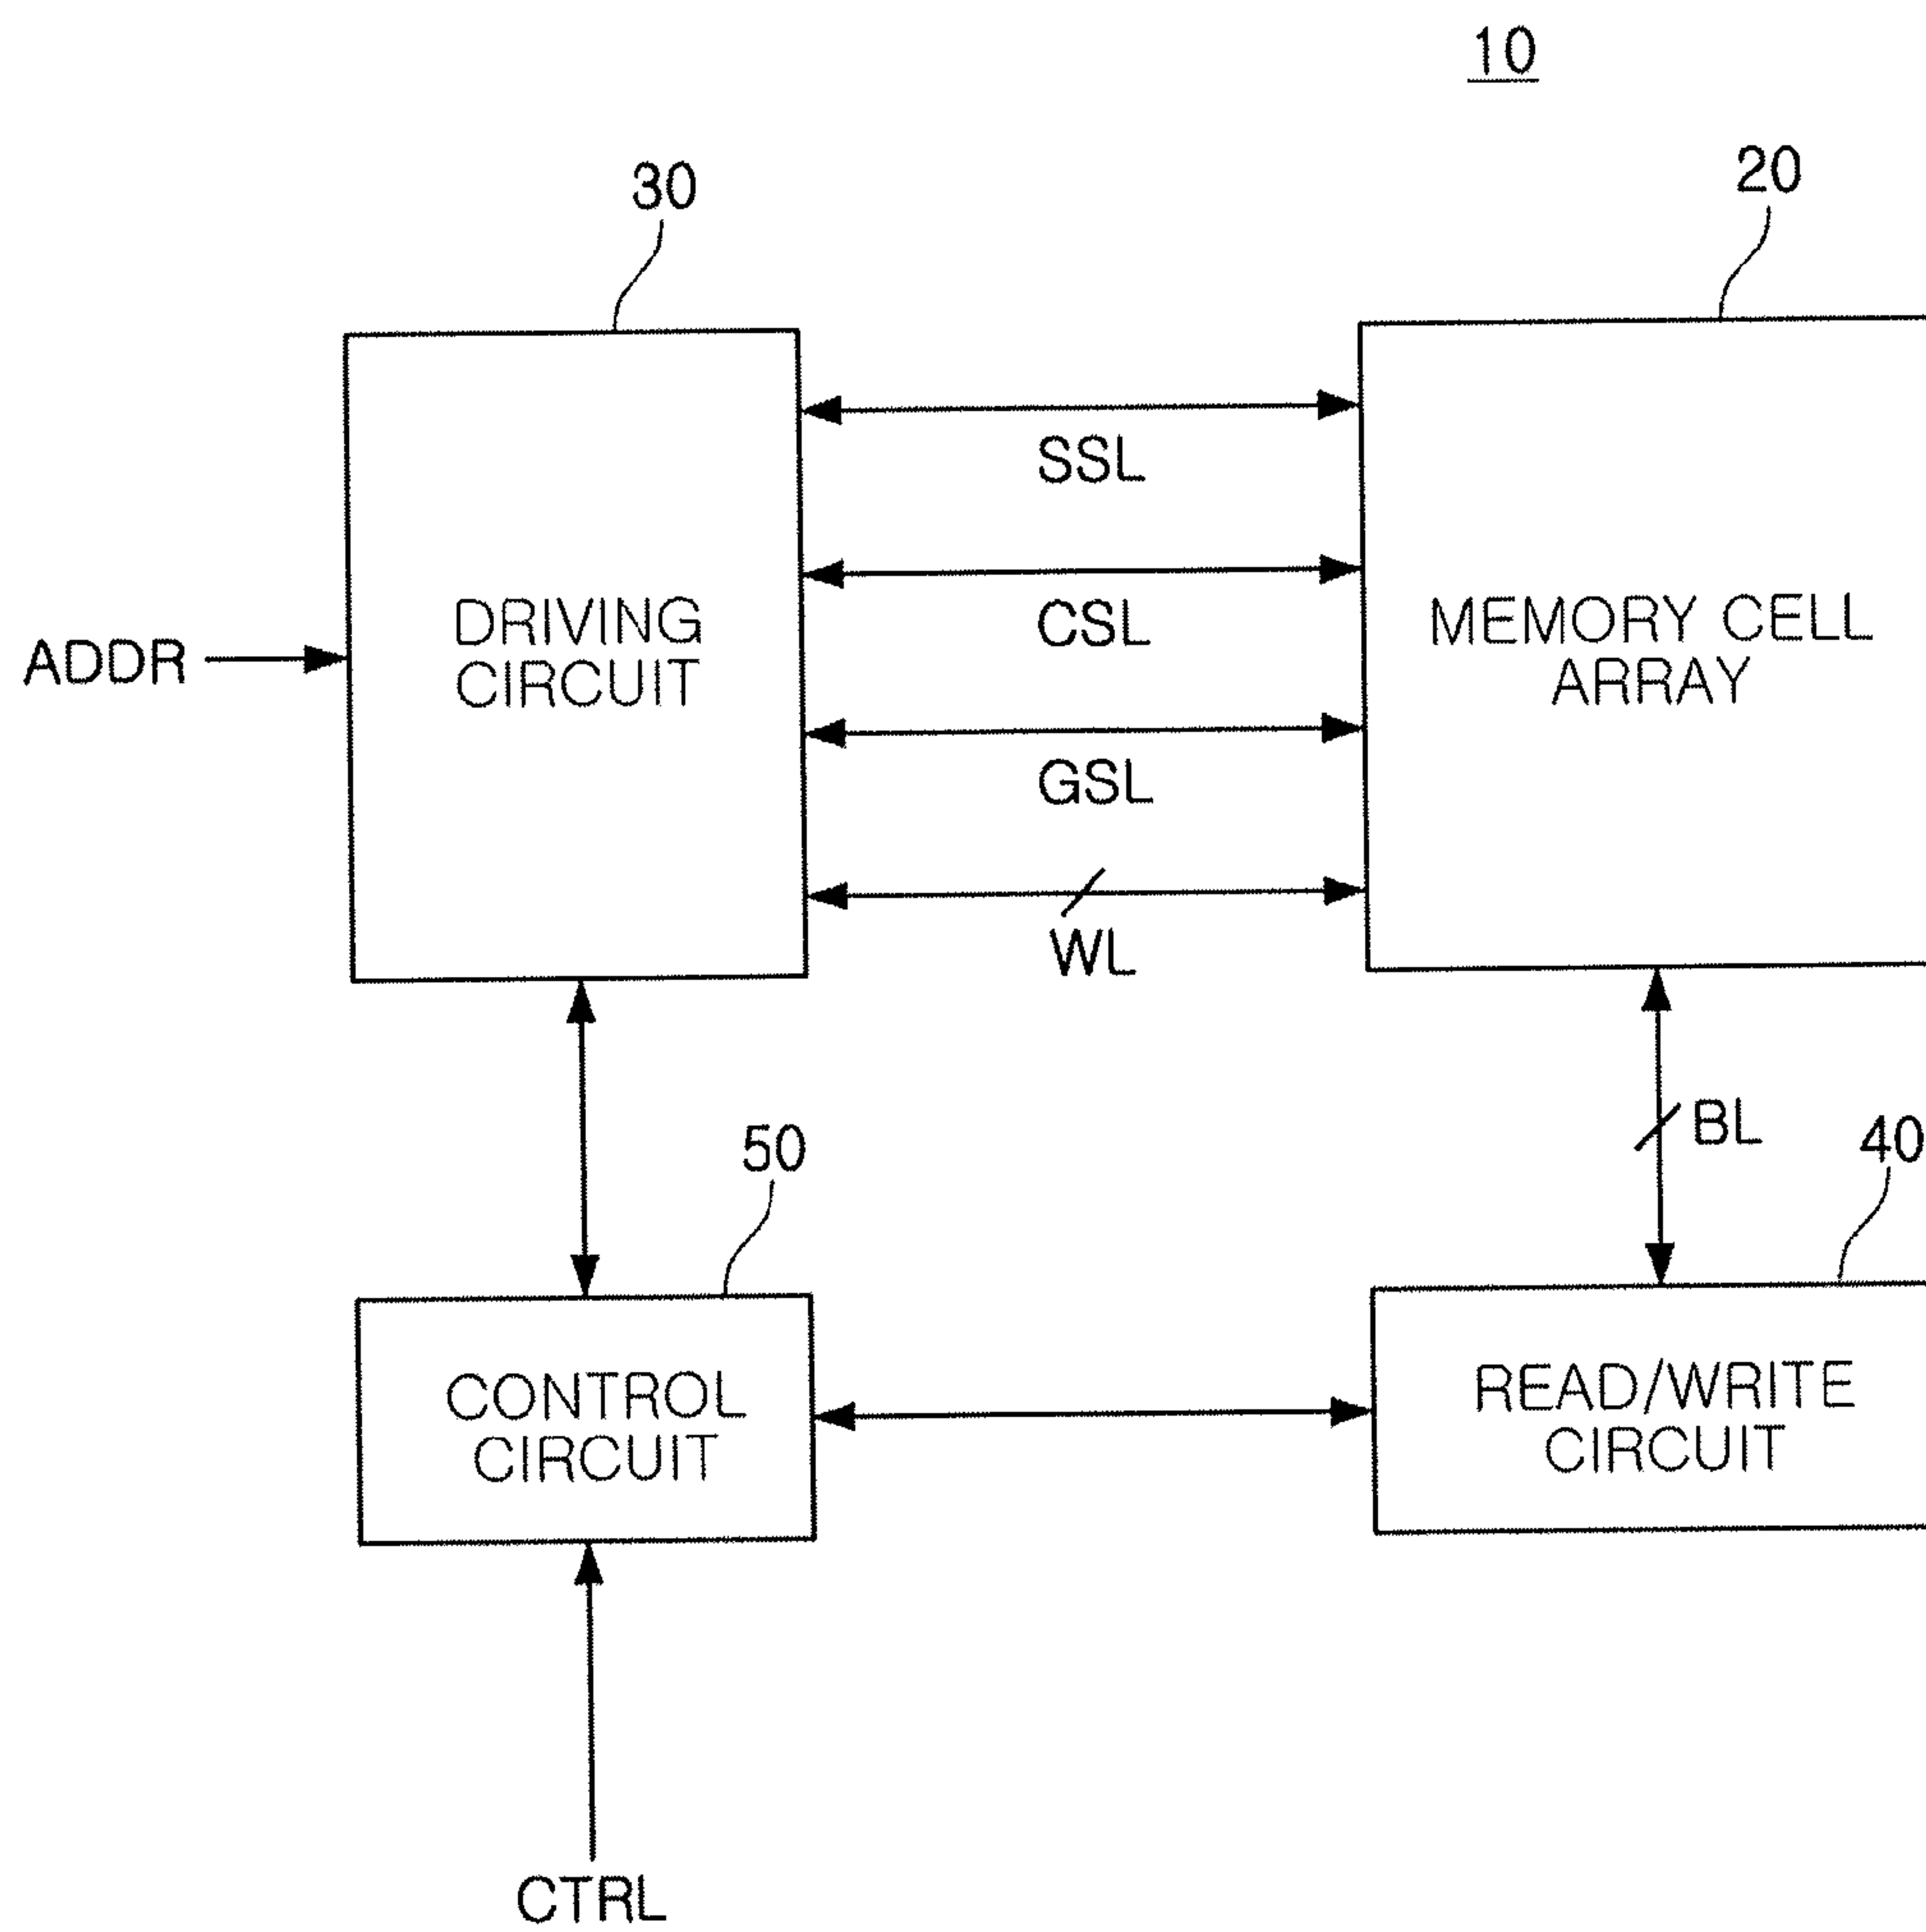 10
30
20
SSL
DRIVING
CIRCUIT
ADDR
CSL
MEMORY CELL
ARRAY
GSL
WL
BL
50
40
CONTROL
CIRCUIT
READ/WRITE
CIRCUIT
CTRL